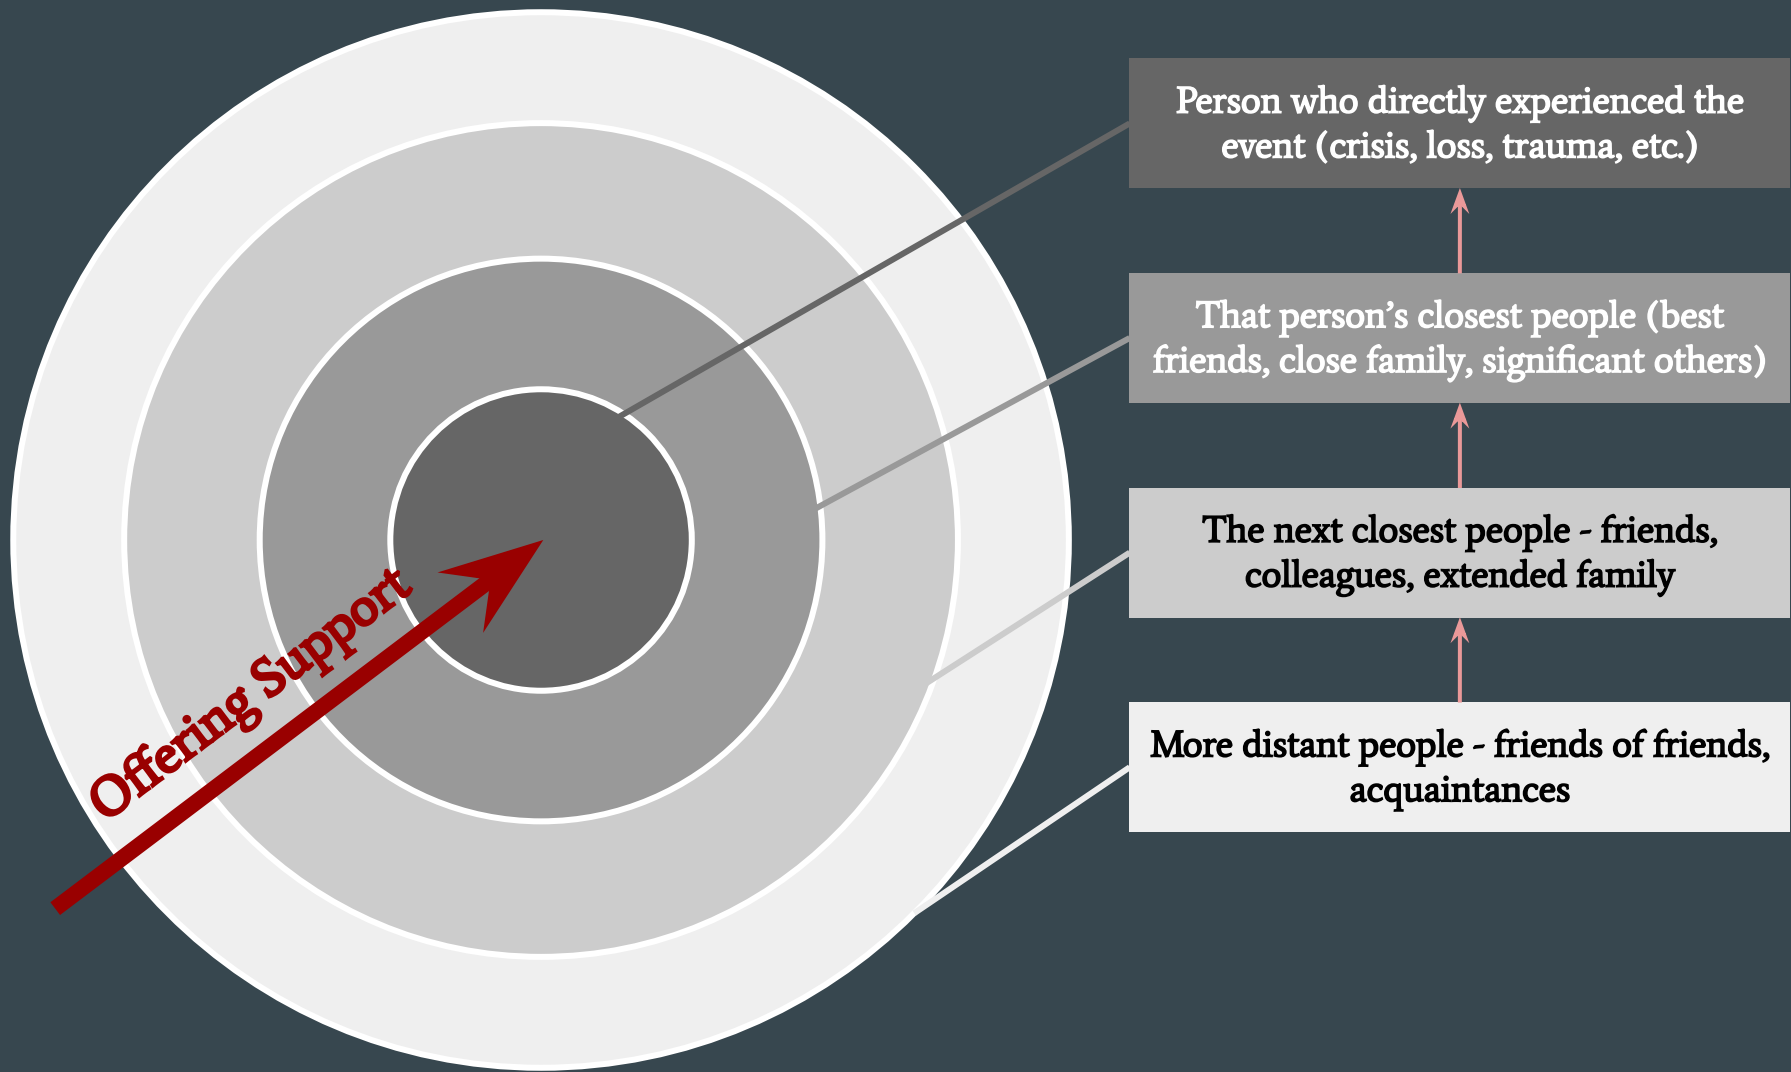 Person who directly experienced the
event (crisis, loss, trauma, etc.)
That person’s closest people (best
friends, close family, significant others)
The next closest people - friends,
colleagues, extended family
More distant people - friends of friends,
acquaintances
Offering Support